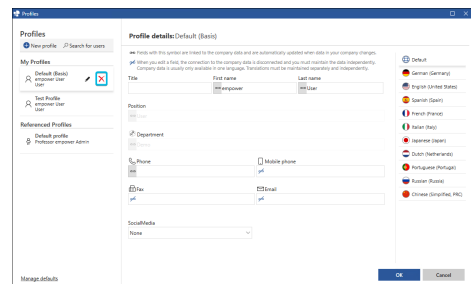 Profiles
Profiles
New profile
Search for users
My Profiles
Default (Basis)
empower User
User
Test Profile
empower User
User
Referenced Profiles
Default profile
Professor empower Admin
Manage defaults
Profile details: Default (Basis)
Fields with this symbol are linked to the company data and are automatically updated when data in your company changes.
When you edit a field, the connection to the company data is disconnected and you must maintain the data independently.
Company data is usually only available in one language. Translations must be maintained separately and independently.
Title
First name
Last name
empower
User
Position
User
Department
Phone
Mobile phone
Fax
Email
SocialMedia
None
Default
German (Germany)
English (United States)
Spanish (Spain)
French (France)
Italian (Italy)
Japanese (Japan)
Dutch (Netherlands)
Portuguese (Portugal)
Russian (Russia)
Chinese (Simplified, PRC)
OK
Cancel